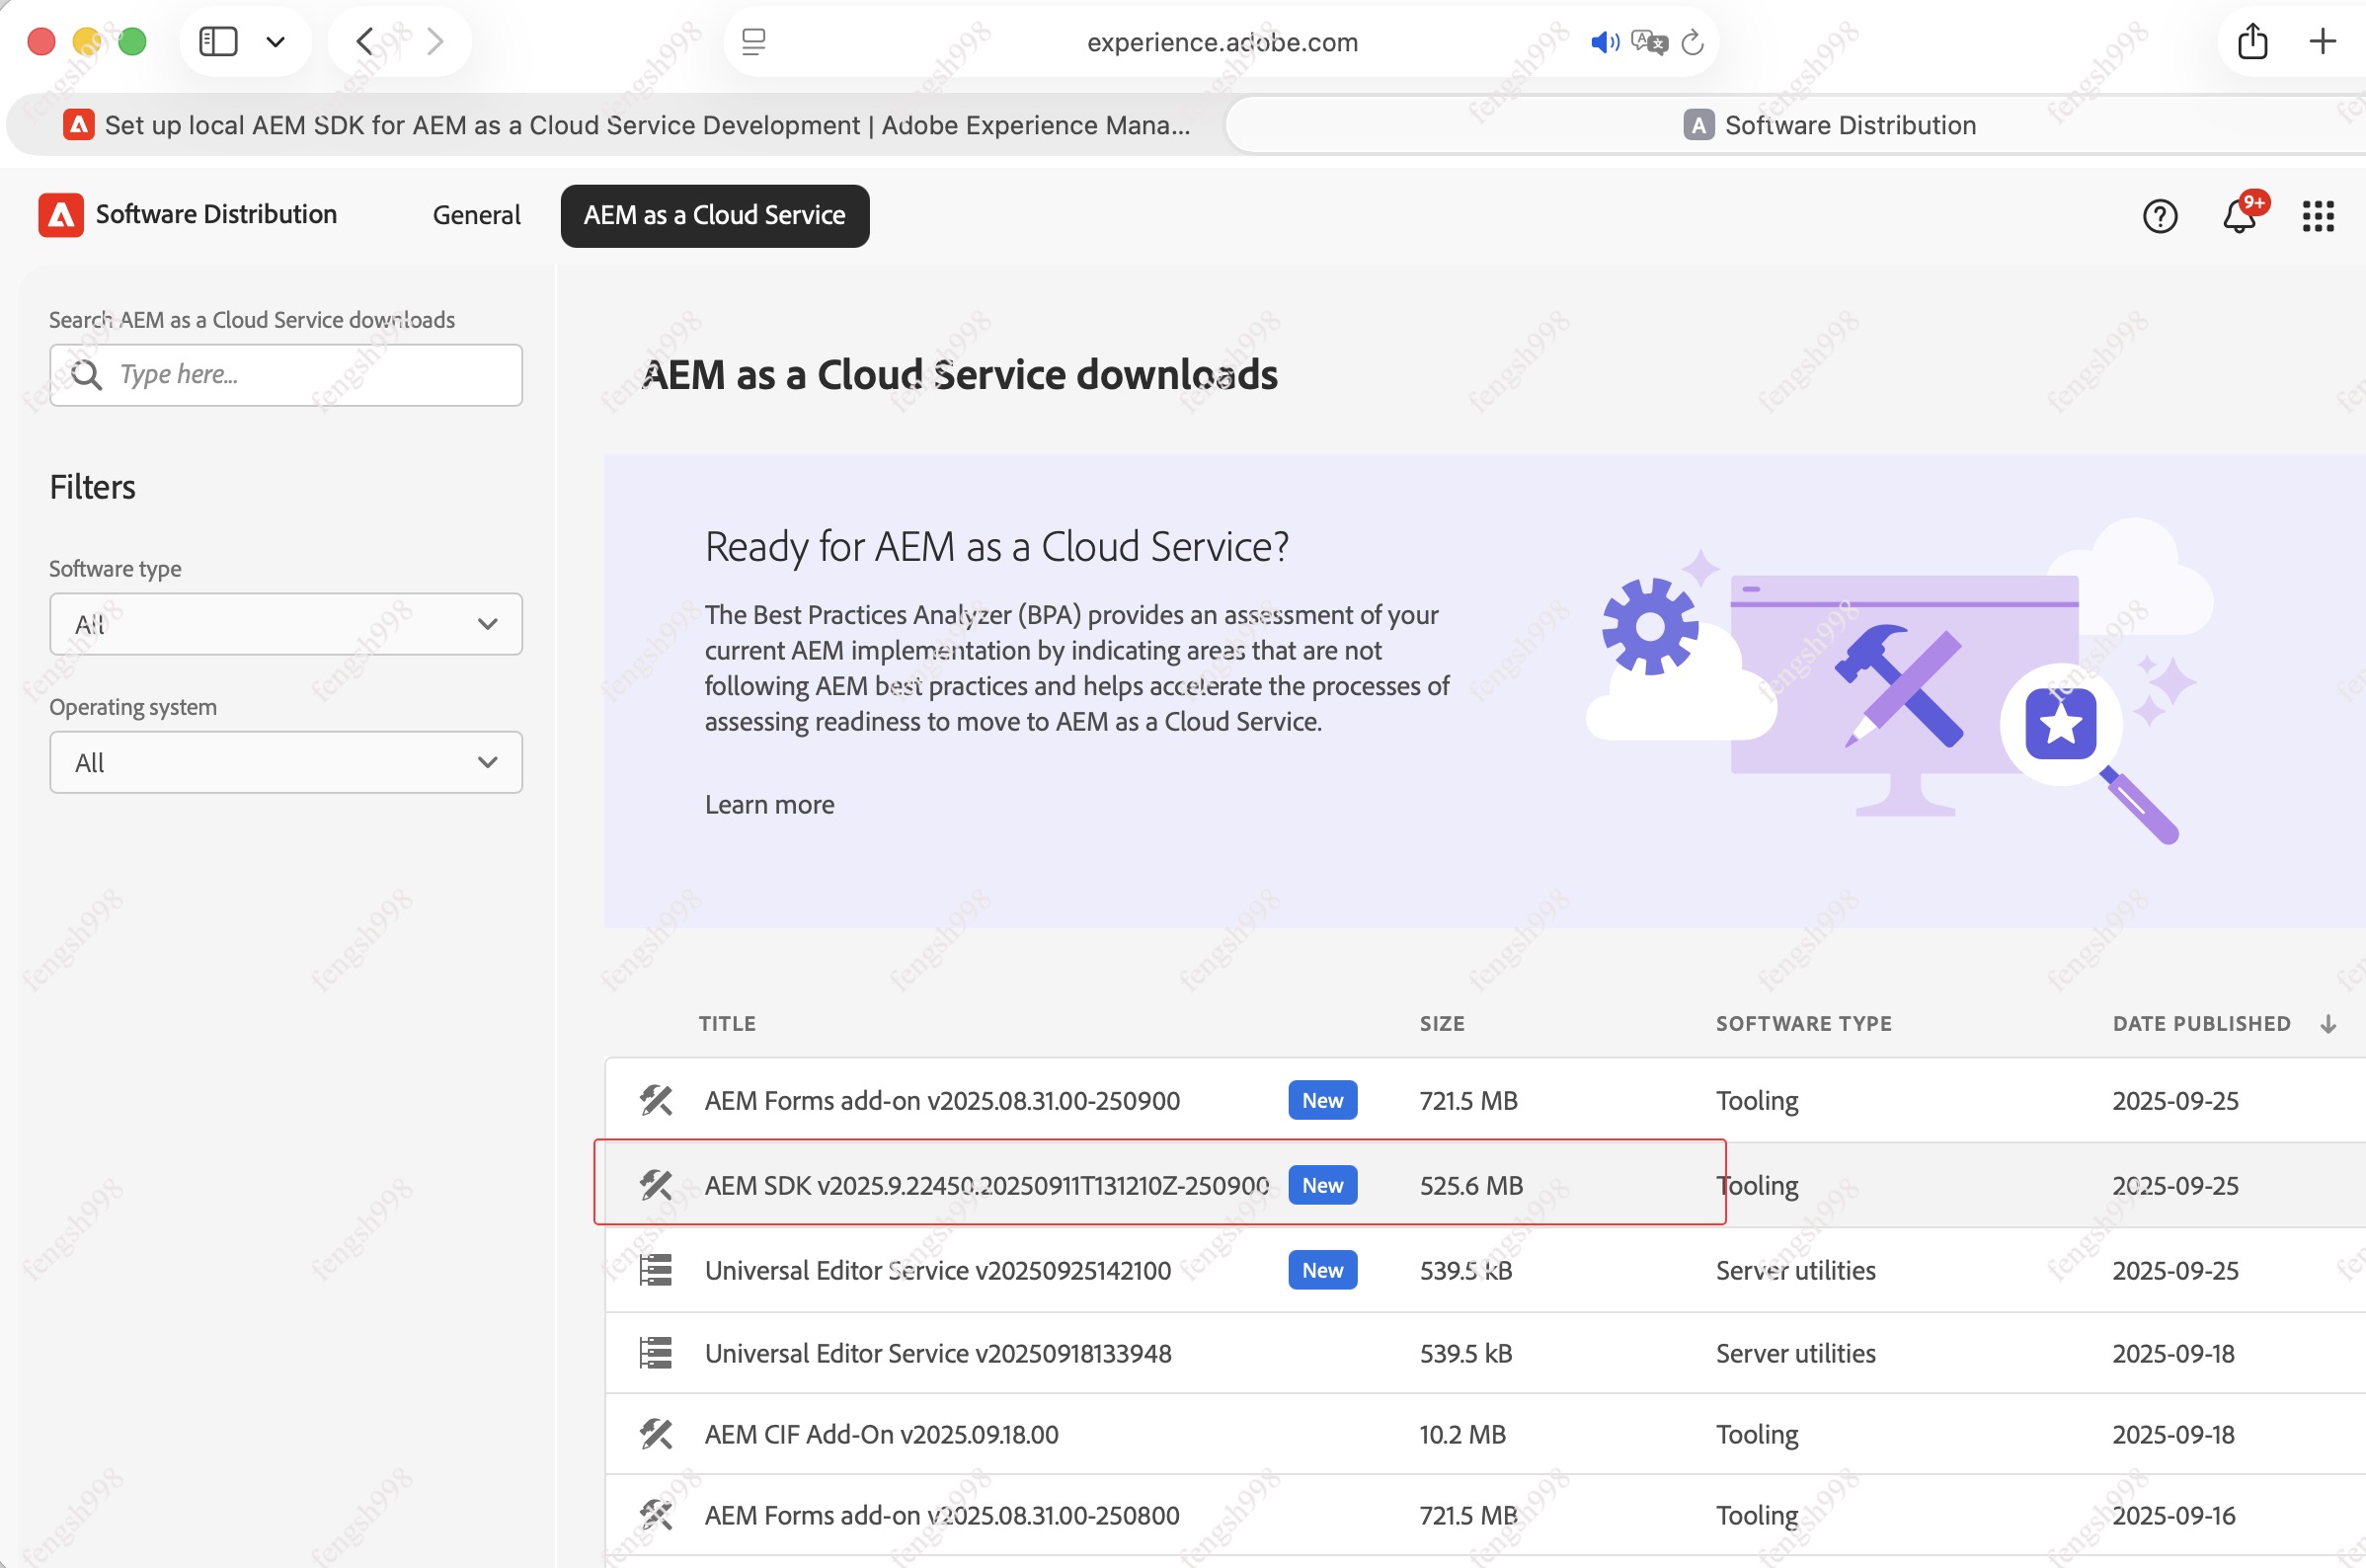 experience.adobe.com
Set up local AEM SDK for AEM as a Cloud Service Development | Adobe Experience Mana...
A Software Distribution
Software Distribution
General
AEM as a Cloud Service
9+
Search AEM as a Cloud Service downloads
Type here...
Filters
Software type
All
Operating system
All
AEM as a Cloud Service downloads
Ready for AEM as a Cloud Service?
The Best Practices Analyzer (BPA) provides an assessment of your
current AEM implementation by indicating areas that are not
following AEM best practices and helps accelerate the processes of
assessing readiness to move to AEM as a Cloud Service.
Learn more
TITLE SIZE SOFTWARE TYPE DATE PUBLISHED
AEM Forms add-on v2025.08.31.00-250900 New 721.5 MB Tooling 2025-09-25
AEM SDK v2025.9.22450.20250911T131210Z-250900 New 525.6 MB Tooling 2025-09-25
Universal Editor Service v20250925142100 New 539.5 kB Server utilities 2025-09-25
Universal Editor Service v20250918133948 539.5 kB Server utilities 2025-09-18
AEM CIF Add-On v2025.09.18.00 10.2 MB Tooling 2025-09-18
AEM Forms add-on v2025.08.31.00-250800 721.5 MB Tooling 2025-09-16
fengsh998